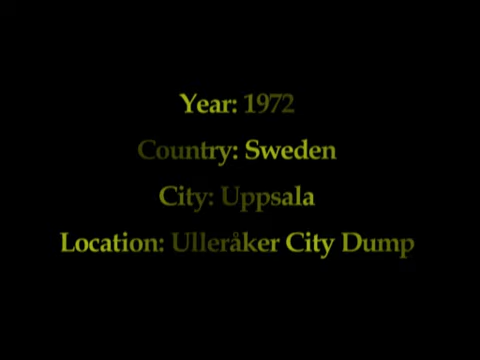 Year: 1972
Country: Sweden
City: Uppsala
Location: Ulleråker City Dump